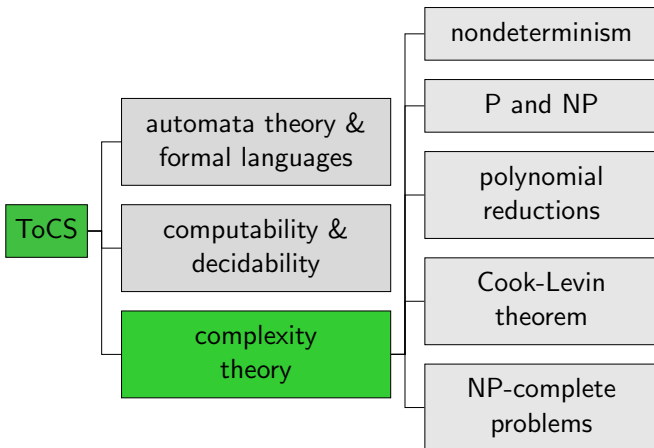 ToCS
automata theory &
formal languages
computability &
decidability
complexity
theory
nondeterminism
P and NP
polynomial
reductions
Cook-Levin
theorem
NP-complete
problems